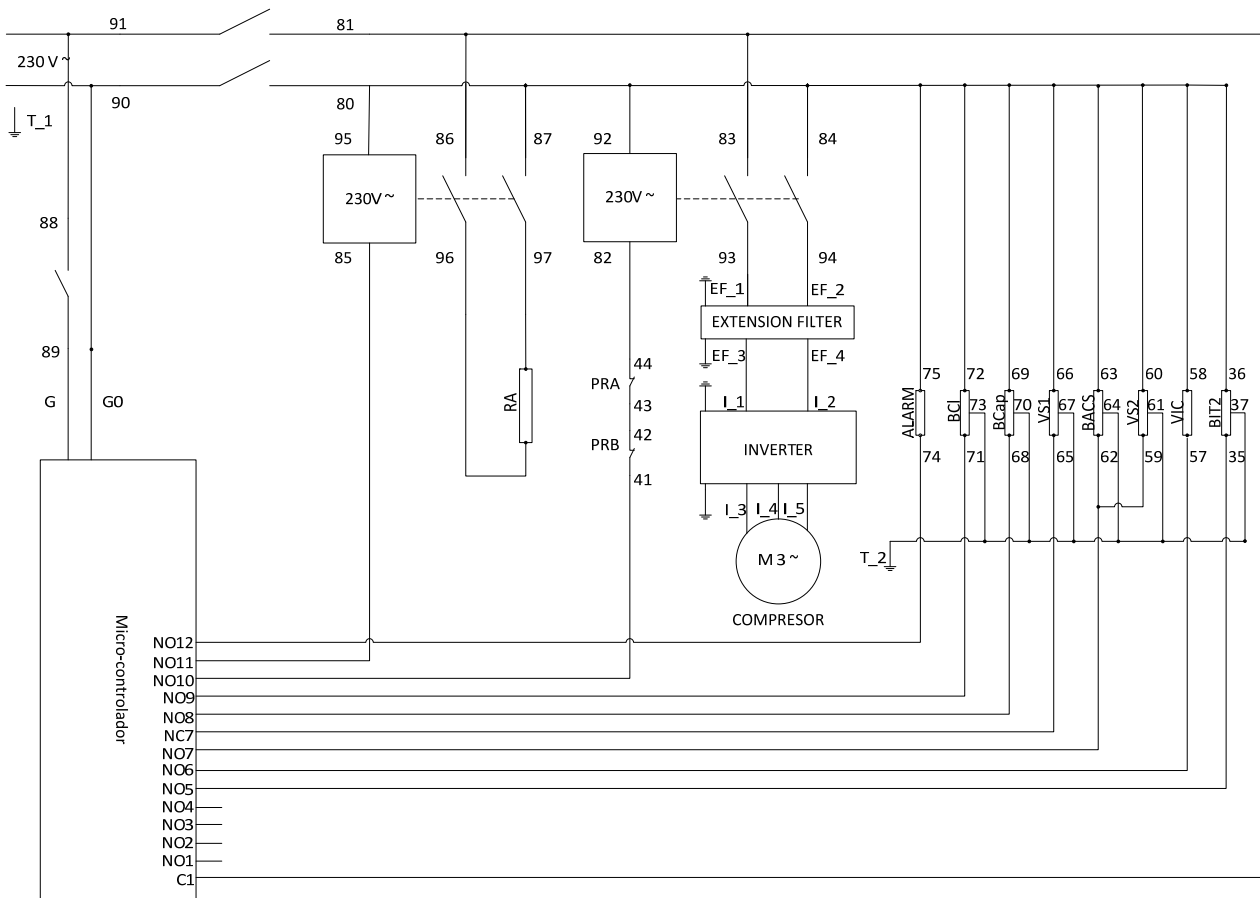 91
81
230 V ~
90
80
T_1
95
86
87
92
83
84
230V ~
230V ~
88
85
96
97
82
93
94
EF_1
EF_2
EXTENSION FILTER
89
EF_3
EF_4
44
PRA
43
G
G0
RA
I_1
I_2
42
PRB
41
INVERTER
75
72
69
66
63
60
58
36
ALARM
BCI
73
BCap
70
VS1
67
BACS
64
VS2
61
VIC
BIT2
37
74
71
68
65
62
59
57
35
I_3
I_4
I_5
M 3 ~
COMPRESOR
T_2
Micro-controlador
NO12
NO11
NO10
NO9
NO8
NC7
NO7
NO6
NO5
NO4
NO3
NO2
NO1
C1